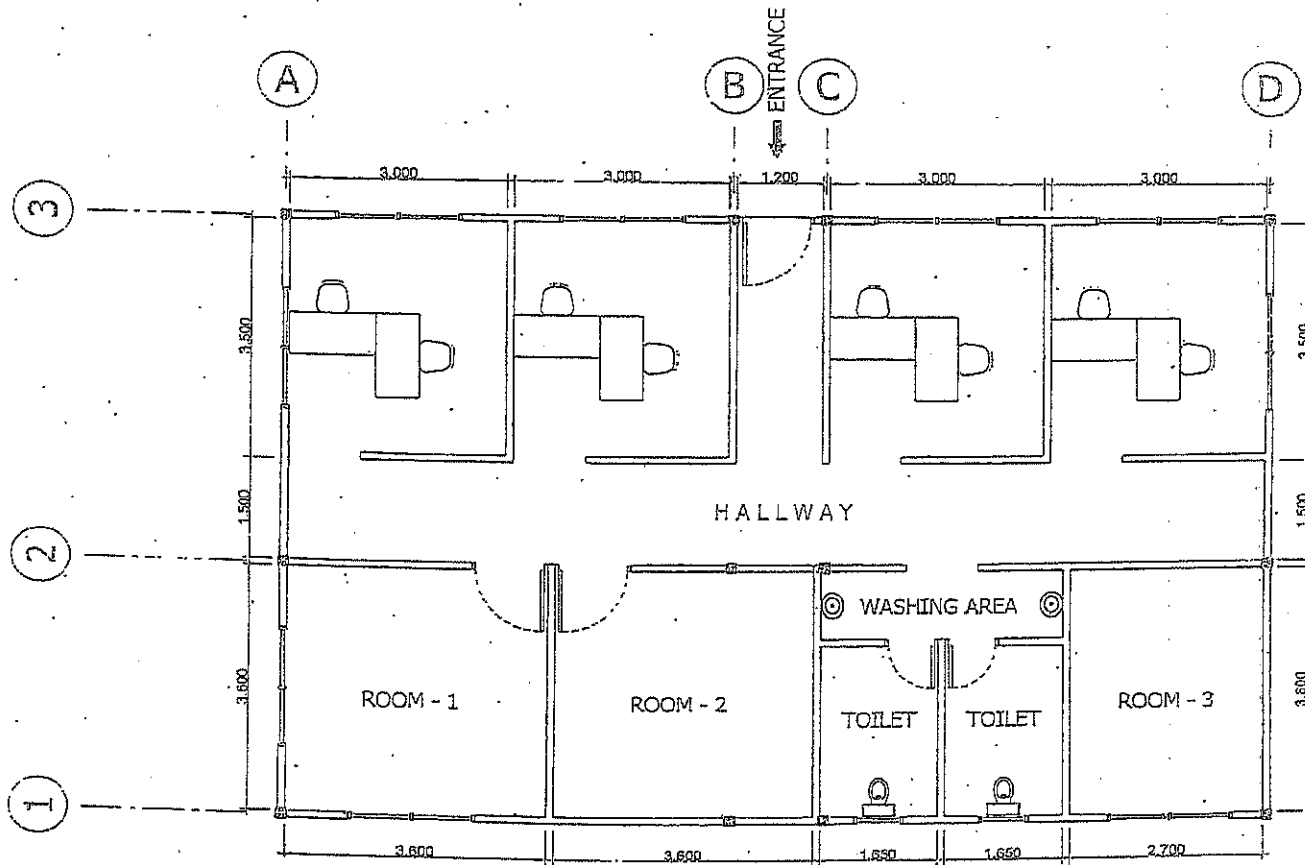 ENTRANCE
A
B
C
D
3.000
3.000
1.200
3.000
3.000
3
3.500
3.500
1.500
HALLWAY
1.500
2
WASHING AREA
3.600
ROOM - 1
ROOM - 2
TOILET
TOILET
ROOM - 3
3.600
1
3.600
3.600
1.650
1.650
2.700